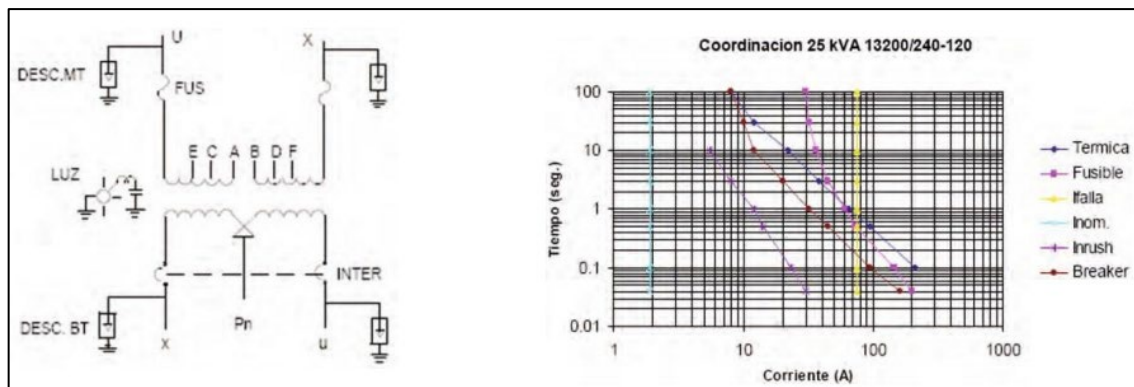 U
X
DESC.MT
FUS
E C A B D F
LUZ
INTER
DESC. BT
Pn
x
u
Coordinacion 25 kVA 13200/240-120
Tiempo (seg.)
100
10
1
0.1
0.01
1 10 100 1000
Corriente (A)
Termica
Fusible
Ifalla
Inom.
Inrush
Breaker